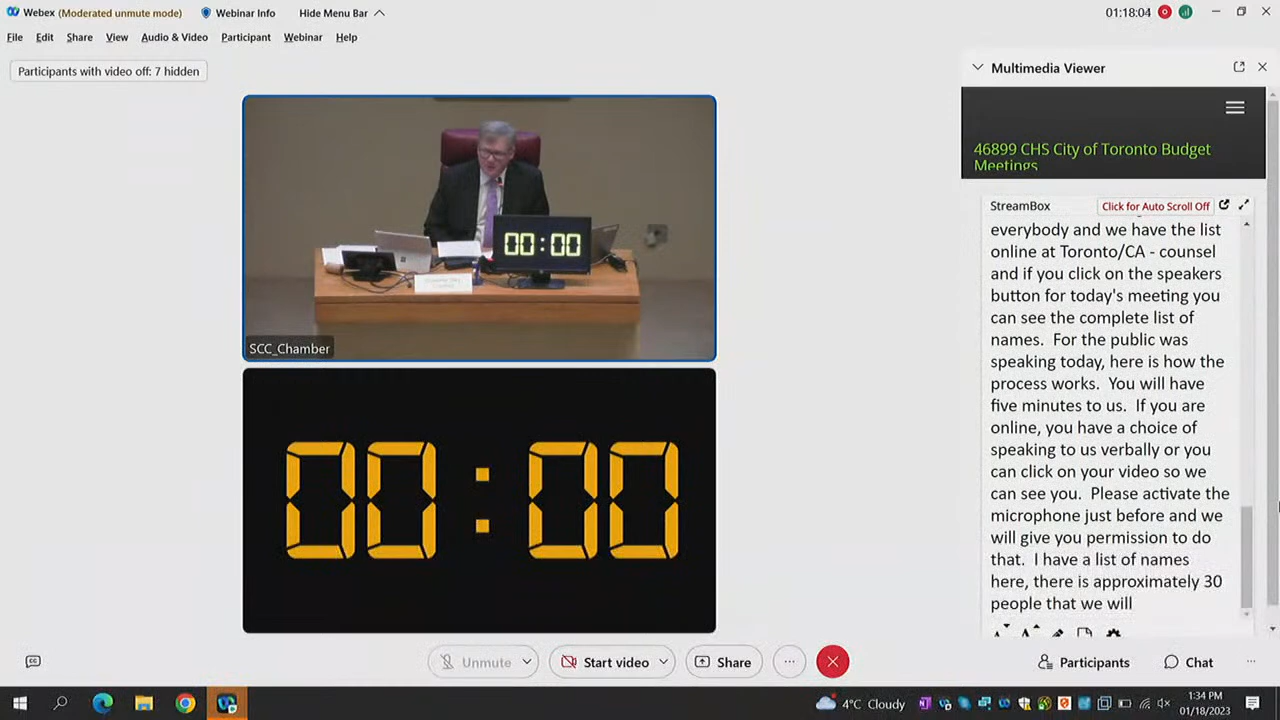 Webex (Moderated unmute mode) Webinar Info Hide Menu Bar 01:18:04
File Edit Share View Audio & Video Participant Webinar Help
Participants with video off: 7 hidden
00:00
SCC_Chamber
00:00
Multimedia Viewer
46899 CHS City of Toronto Budget
Meetings
StreamBox Click for Auto Scroll Off
everybody and we have the list
online at Toronto/CA - counsel
and if you click on the speakers
button for today's meeting you
can see the complete list of
names. For the public was
speaking today, here is how the
process works. You will have
five minutes to us. If you are
online, you have a choice of
speaking to us verbally or you
can click on your video so we
can see you. Please activate the
microphone just before and we
will give you permission to do
that. I have a list of names
here, there is approximately 30
people that we will
Unmute Start video Share Participants Chat
4°C Cloudy 1:34 PM
01/18/2023